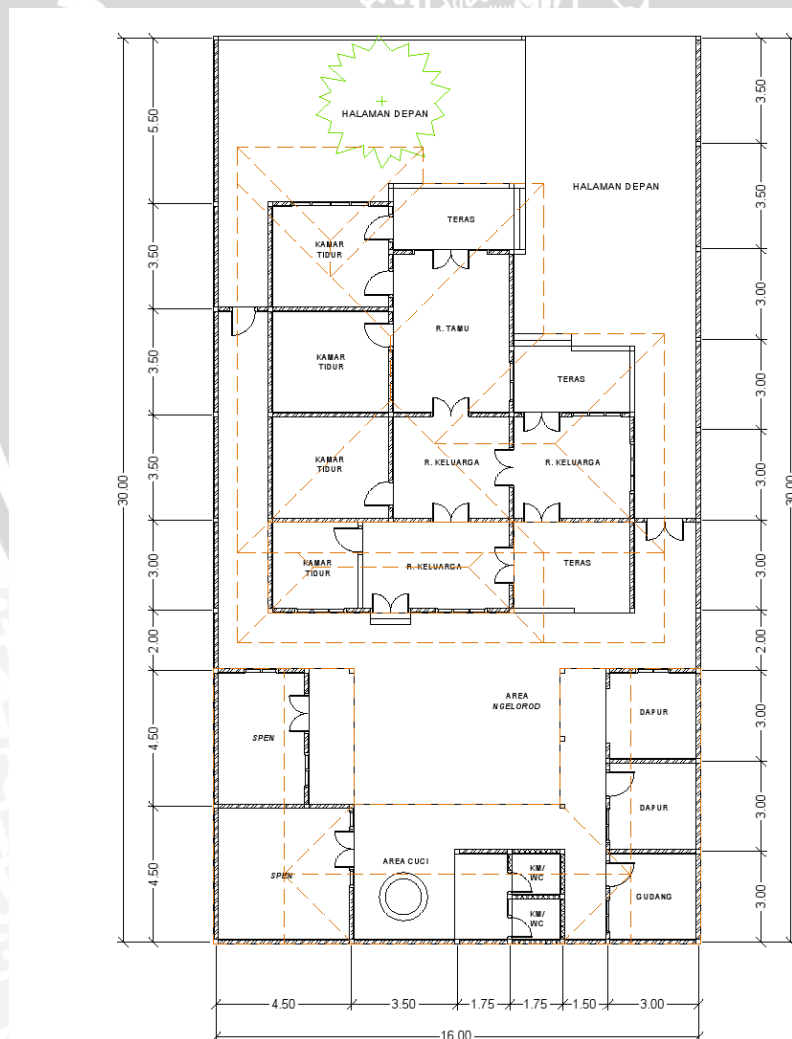 HALAMAN DEPAN
HALAMAN DEPAN
TERAS
KAMAR
TIDUR
R. TAMU
KAMAR
TIDUR
TERAS
KAMAR
TIDUR
R. KELUARGA
R. KELUARGA
KAMAR
TIDUR
R. KELUARGA
TERAS
AREA
NGELOROD
DAPUR
SPEN
DAPUR
AREA CUCI
SPEN
KM/
WC
KM/
WC
GUDANG
5.50
3.50
3.50
3.50
3.00
2.00
4.50
4.50
30.00
3.50
3.50
3.00
3.00
3.00
3.00
2.00
3.00
3.00
3.00
30.00
4.50
3.50
1.75
1.75
1.50
3.00
16.00